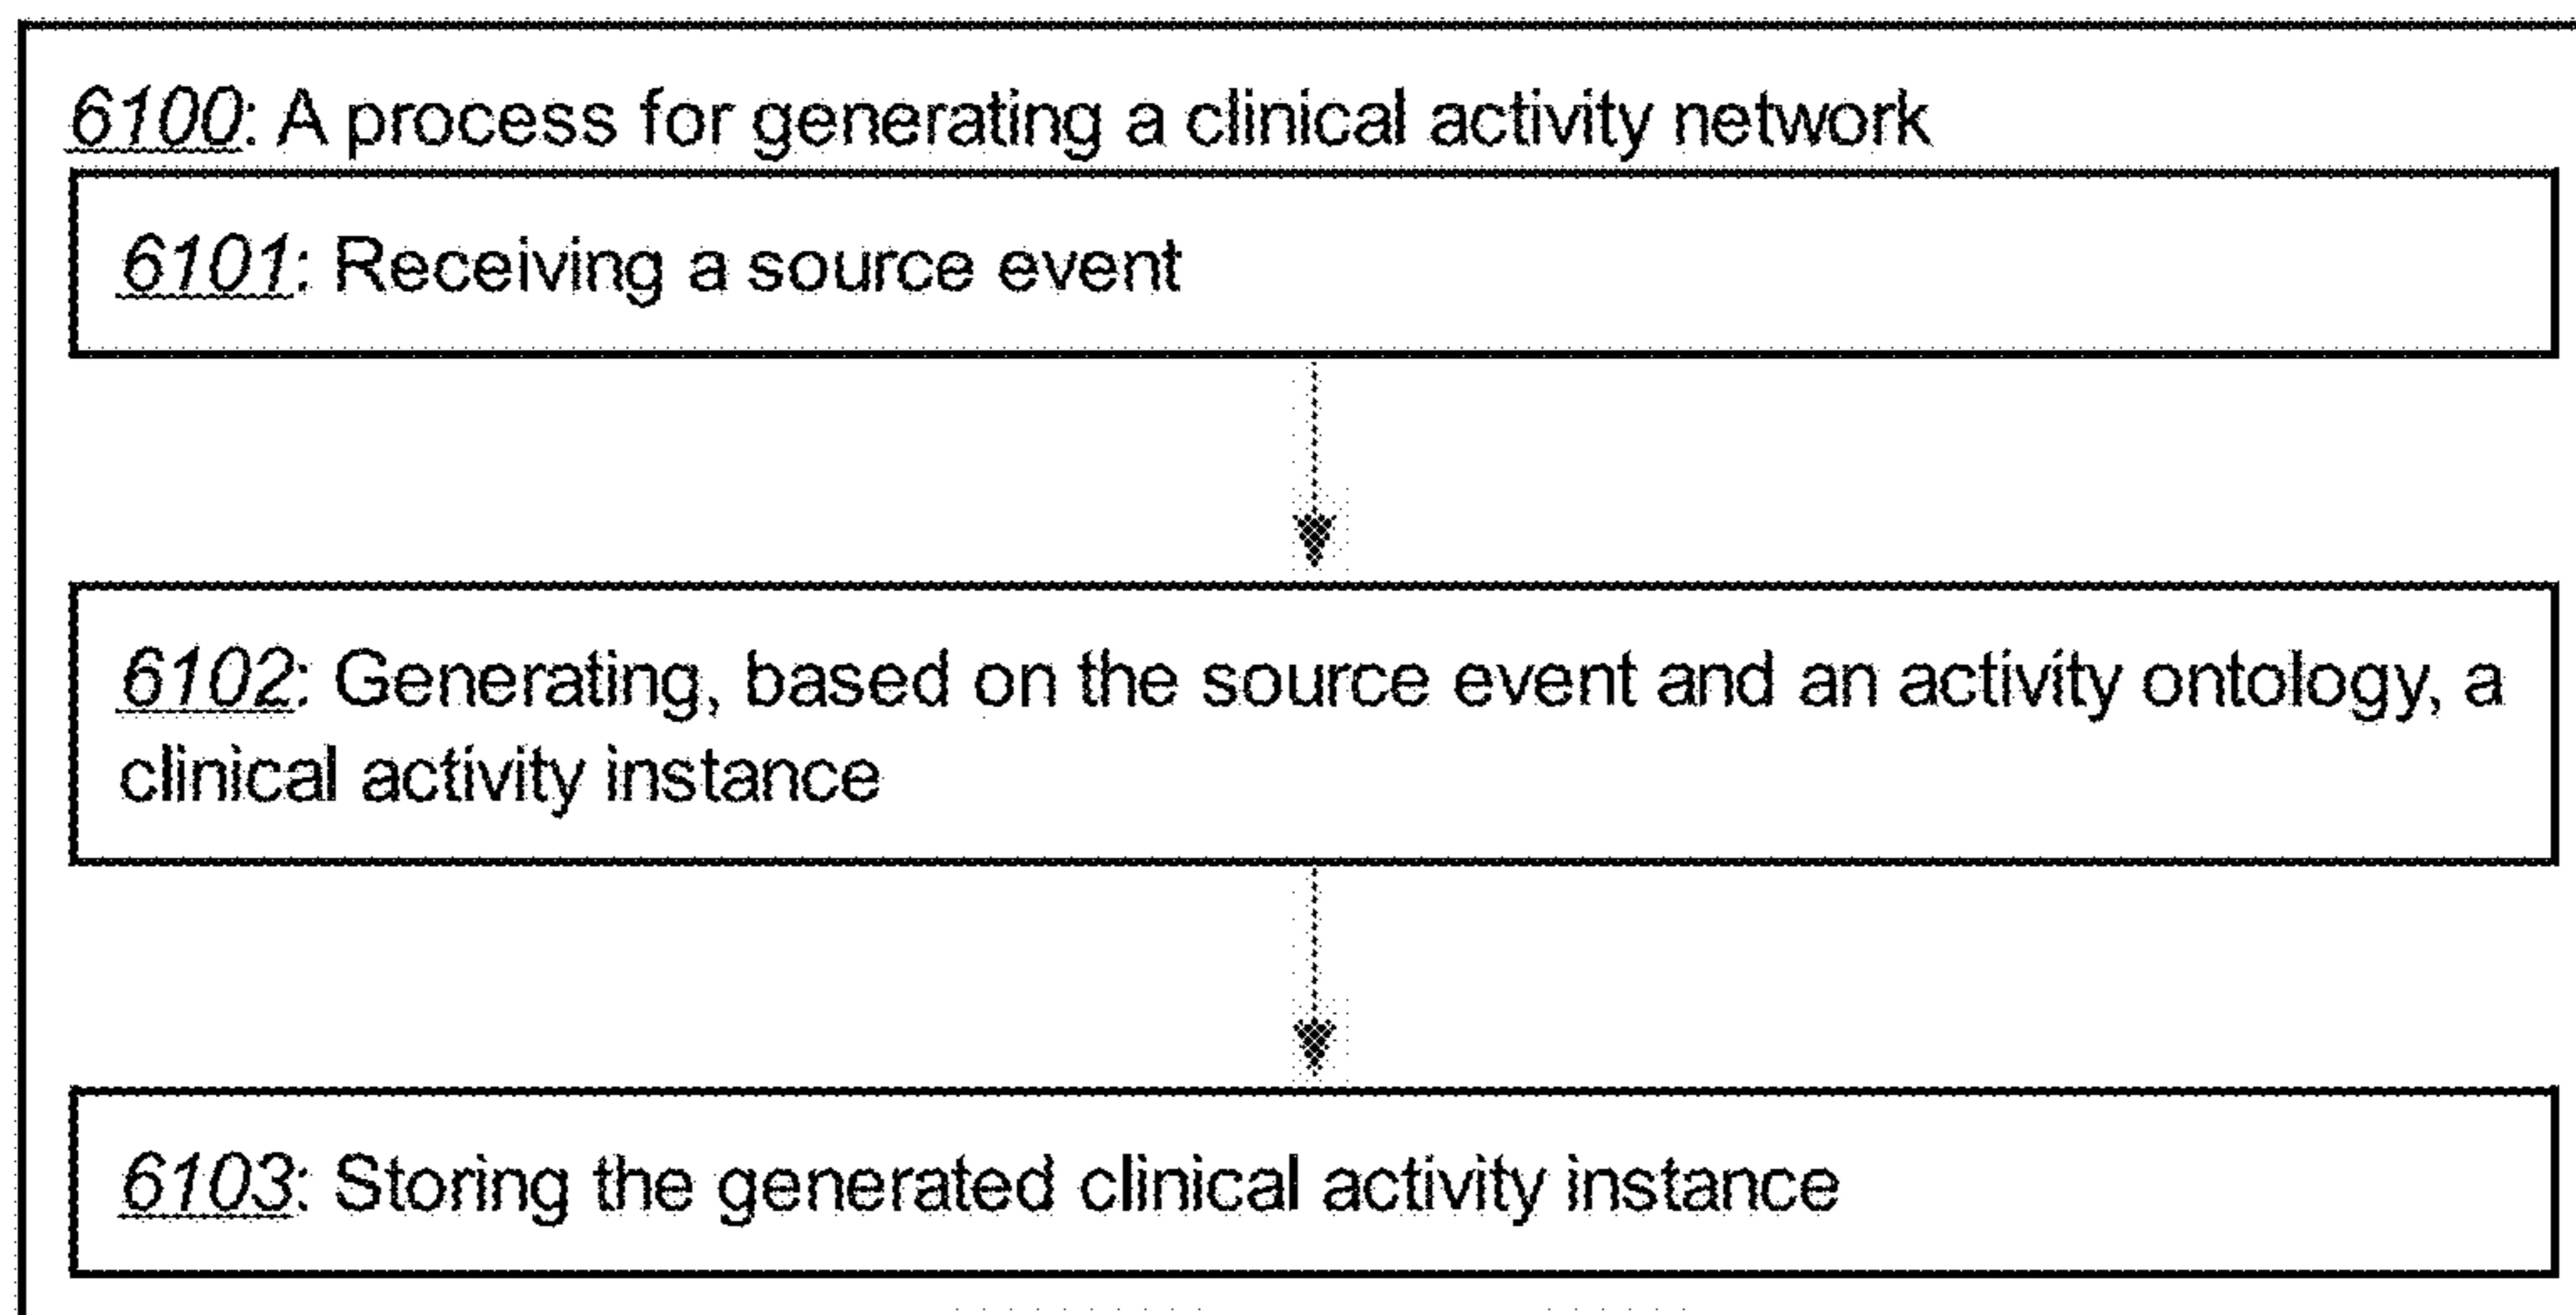 6100: A process for generating a clinical activity network
6101: Receiving a source event
6102: Generating, based on the source event and an activity ontology, a
clinical activity instance
6103: Storing the generated clinical activity instance